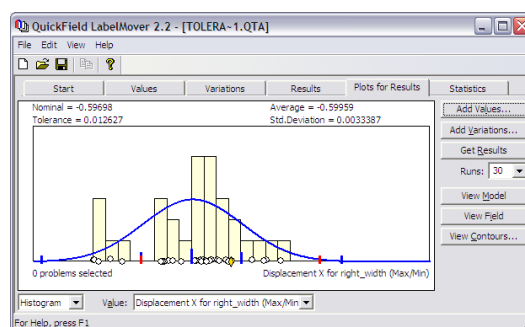 QuickField LabelMover 2.2 - [TOLERA~1.QTA]
File Edit View Help
Start Values Variations Results Plots for Results Statistics
Nominal = -0.59698 Average = -0.59959
Tolerance = 0.012627 Std.Deviation = 0.0033387
Add Values...
Add Variations...
Get Results
Runs: 30
View Model
View Field
View Contours...
0 problems selected Displacement X for right_width (Max/Min)
Histogram Value: Displacement X for right_width (Max/Min
For Help, press F1